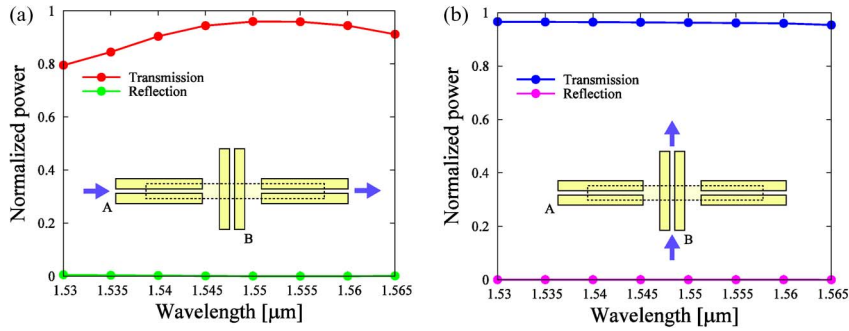 (a)
Normalized power
1
0.8
0.6
0.4
0.2
0
Transmission
Reflection
A
B
1.53 1.535 1.54 1.545 1.55 1.555 1.56 1.565
Wavelength [μm]
(b)
Normalized power
1
0.8
0.6
0.4
0.2
0
Transmission
Reflection
A
B
1.53 1.535 1.54 1.545 1.55 1.555 1.56 1.565
Wavelength [μm]